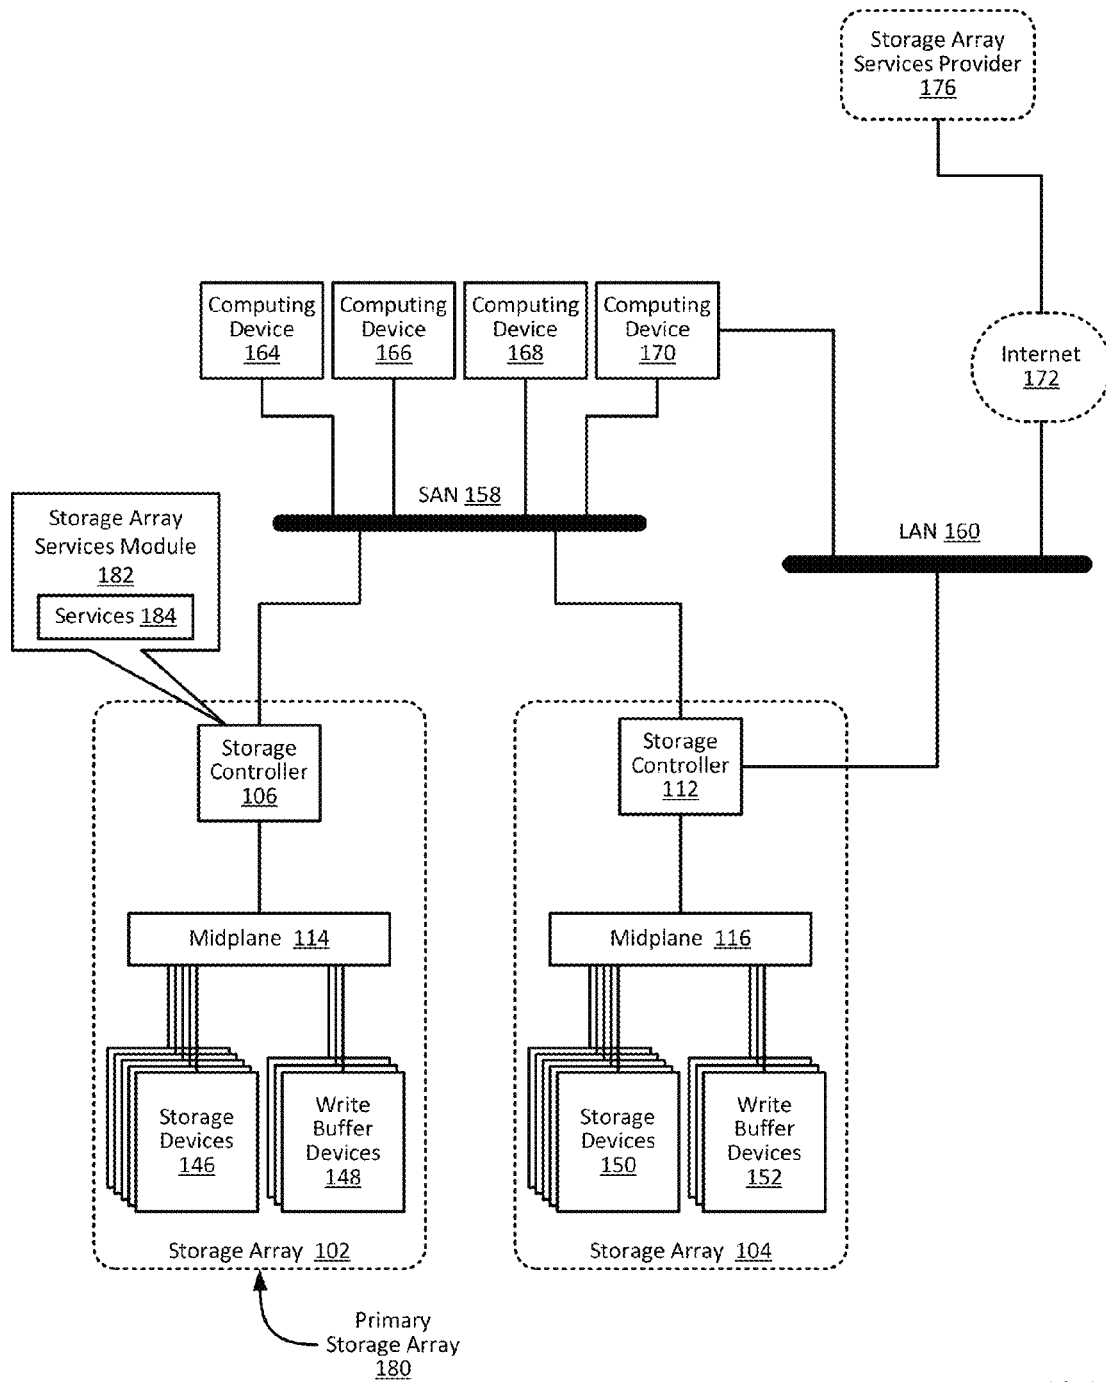 Storage Array
Services Provider
176
Computing
Device
164
Computing
Device
166
Computing
Device
168
Computing
Device
170
Internet
172
SAN 158
LAN 160
Storage Array
Services Module
182
Services 184
Storage
Controller
106
Storage
Controller
112
Midplane 114
Midplane 116
Storage
Devices
146
Write
Buffer
Devices
148
Storage
Devices
150
Write
Buffer
Devices
152
Storage Array 102
Storage Array 104
Primary
Storage Array
180